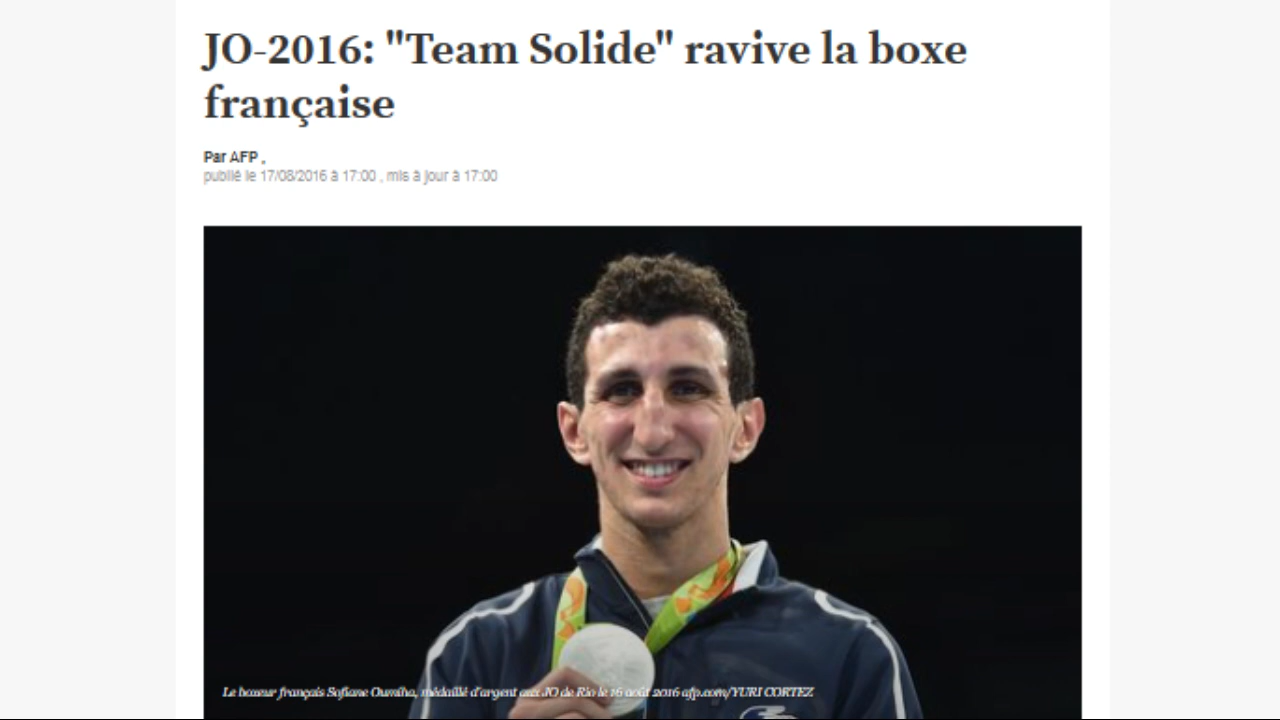 JO-2016: "Team Solide" ravive la boxe
française
Par AFP ,
publié le 17/08/2016 à 17:00 , mis à jour à 17:00
Le boxeur français Sofiane Oumiha, médaillé d'argent aux JO de Rio le 16 août 2016 afp.com/YURI CORTEZ